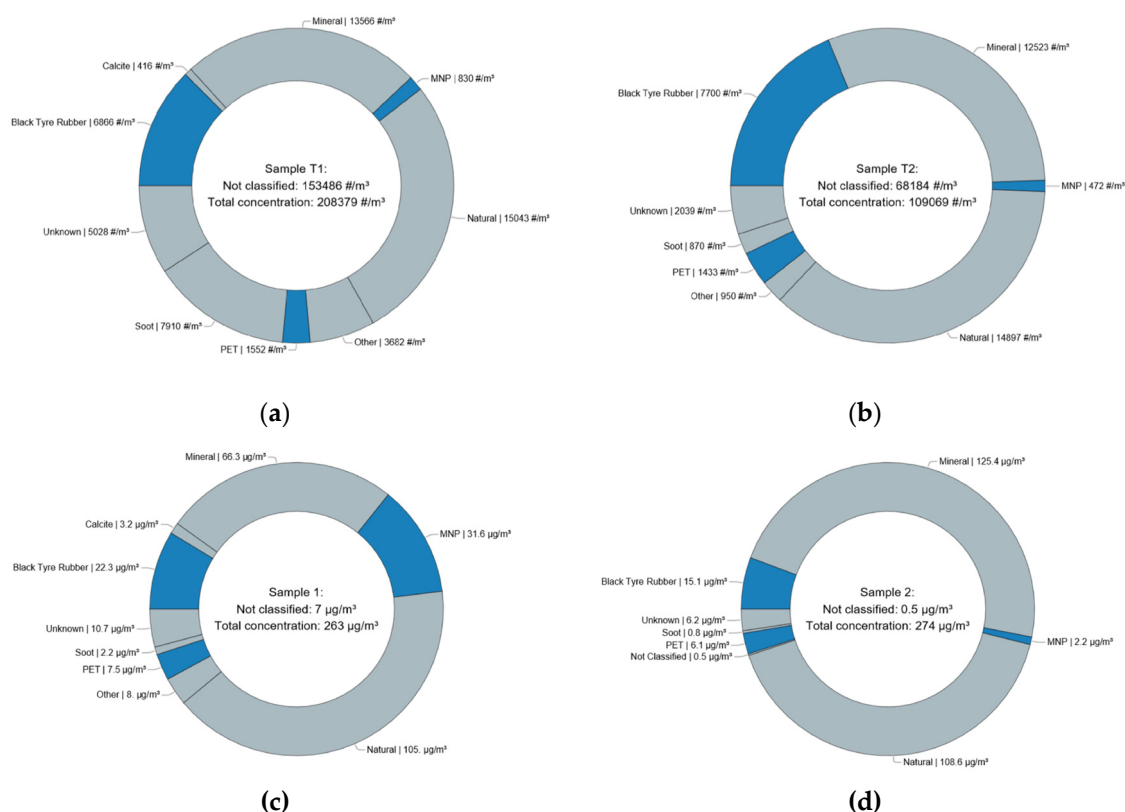 Mineral | 13566 #/m³
Calcite | 416 #/m³
MNP | 830 #/m³
Black Tyre Rubber | 6866 #/m³
Sample T1:
Not classified: 153486 #/m³
Total concentration: 208379 #/m³
Natural | 15043 #/m³
Unknown | 5028 #/m³
Soot | 7910 #/m³
Other | 3682 #/m³
PET | 1552 #/m³
(a)
Mineral | 12523 #/m³
Black Tyre Rubber | 7700 #/m³
Sample T2:
Not classified: 68184 #/m³
Total concentration: 109069 #/m³
MNP | 472 #/m³
Unknown | 2039 #/m³
Soot | 870 #/m³
PET | 1433 #/m³
Other | 950 #/m³
Natural | 14897 #/m³
(b)
Mineral | 66.3 µg/m³
MNP | 31.6 µg/m³
Calcite | 3.2 µg/m³
Black Tyre Rubber | 22.3 µg/m³
Sample 1:
Not classified: 7 µg/m³
Total concentration: 263 µg/m³
Unknown | 10.7 µg/m³
Soot | 2.2 µg/m³
PET | 7.5 µg/m³
Other | 8. µg/m³
Natural | 105. µg/m³
(c)
Mineral | 125.4 µg/m³
Black Tyre Rubber | 15.1 µg/m³
Sample 2:
Not classified: 0.5 µg/m³
Total concentration: 274 µg/m³
Unknown | 6.2 µg/m³
Soot | 0.8 µg/m³
PET | 6.1 µg/m³
Not Classified | 0.5 µg/m³
MNP | 2.2 µg/m³
Natural | 108.6 µg/m³
(d)